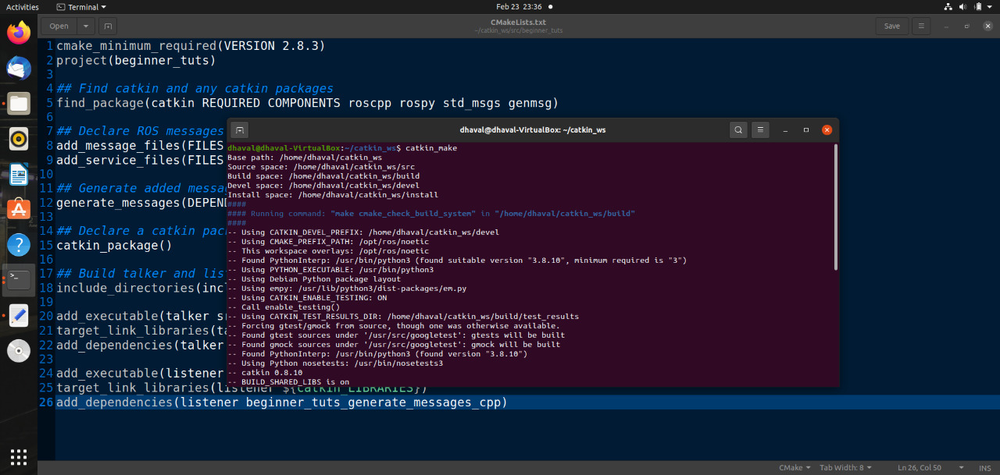 Activities Terminal Feb 23 23:36
Open CMakeLists.txt Save
~/catkin_ws/src/beginner_tuts
1 cmake_minimum_required(VERSION 2.8.3)
2 project(beginner_tuts)
3
4 ## Find catkin and any catkin packages
5 find_package(catkin REQUIRED COMPONENTS roscpp rospy std_msgs genmsg)
6
7 ## Declare ROS messages
8 add_message_files(FILES
9 add_service_files(FILES
10
11 ## Generate added messa
12 generate_messages(DEPEND
13
14 ## Declare a catkin pac
15 catkin_package()
16
17 ## Build talker and lis
18 include_directories(incl
19
20 add_executable(talker sr
21 target_link_libraries(ta
22 add_dependencies(talker
23
24 add_executable(listener
25 target_link_libraries(listener ${catkin_LIBRARIES})
26 add_dependencies(listener beginner_tuts_generate_messages_cpp)
dhaval@dhaval-VirtualBox: ~/catkin_ws
dhaval@dhaval-VirtualBox:~/catkin_ws$ catkin_make
Base path: /home/dhaval/catkin_ws
Source space: /home/dhaval/catkin_ws/src
Build space: /home/dhaval/catkin_ws/build
Devel space: /home/dhaval/catkin_ws/devel
Install space: /home/dhaval/catkin_ws/install
####
#### Running command: "make cmake_check_build_system" in "/home/dhaval/catkin_ws/build"
####
-- Using CATKIN_DEVEL_PREFIX: /home/dhaval/catkin_ws/devel
-- Using CMAKE_PREFIX_PATH: /opt/ros/noetic
-- This workspace overlays: /opt/ros/noetic
-- Found PythonInterp: /usr/bin/python3 (found suitable version "3.8.10", minimum required is "3")
-- Using PYTHON_EXECUTABLE: /usr/bin/python3
-- Using Debian Python package layout
-- Using empy: /usr/lib/python3/dist-packages/em.py
-- Using CATKIN_ENABLE_TESTING: ON
-- Call enable_testing()
-- Using CATKIN_TEST_RESULTS_DIR: /home/dhaval/catkin_ws/build/test_results
-- Forcing gtest/gmock from source, though one was otherwise available.
-- Found gtest sources under '/usr/src/googletest': gtests will be built
-- Found gmock sources under '/usr/src/googletest': gmock will be built
-- Found PythonInterp: /usr/bin/python3 (found version "3.8.10")
-- Using Python nosetests: /usr/bin/nosetests3
-- catkin 0.8.10
-- BUILD_SHARED_LIBS is on
CMake Tab Width: 8 Ln 26, Col 50 INS